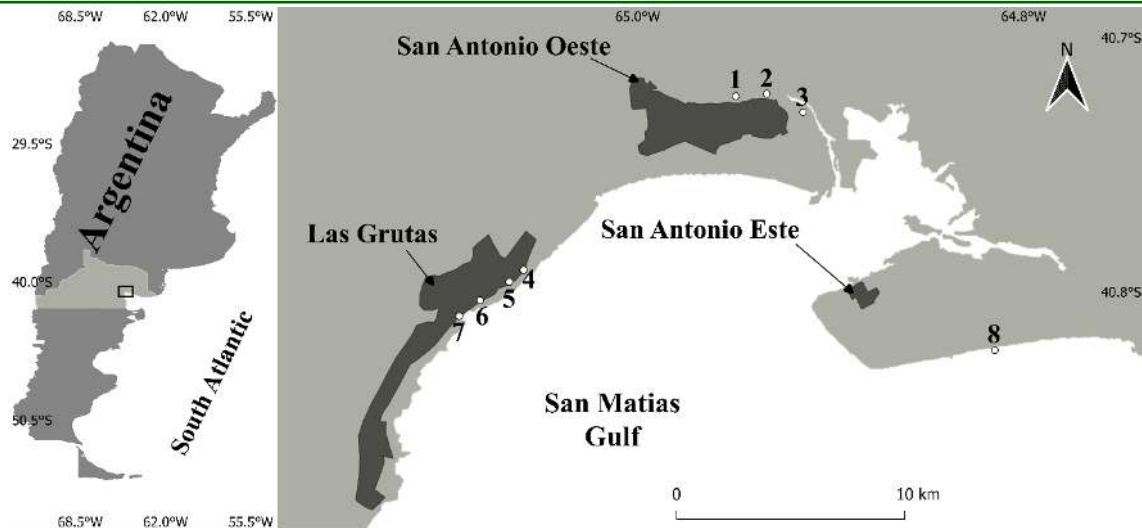 68.5°W 62.0°W 55.5°W
29.5°S
40.0°S
50.5°S
Argentina
South Atlantic
68.5°W 62.0°W 55.5°W
65.0°W 64.8°W
40.7°S
40.8°S
N
San Antonio Oeste
1 2 3
Las Grutas
San Antonio Este
4
5
6
7
8
San Matias
Gulf
0 10 km